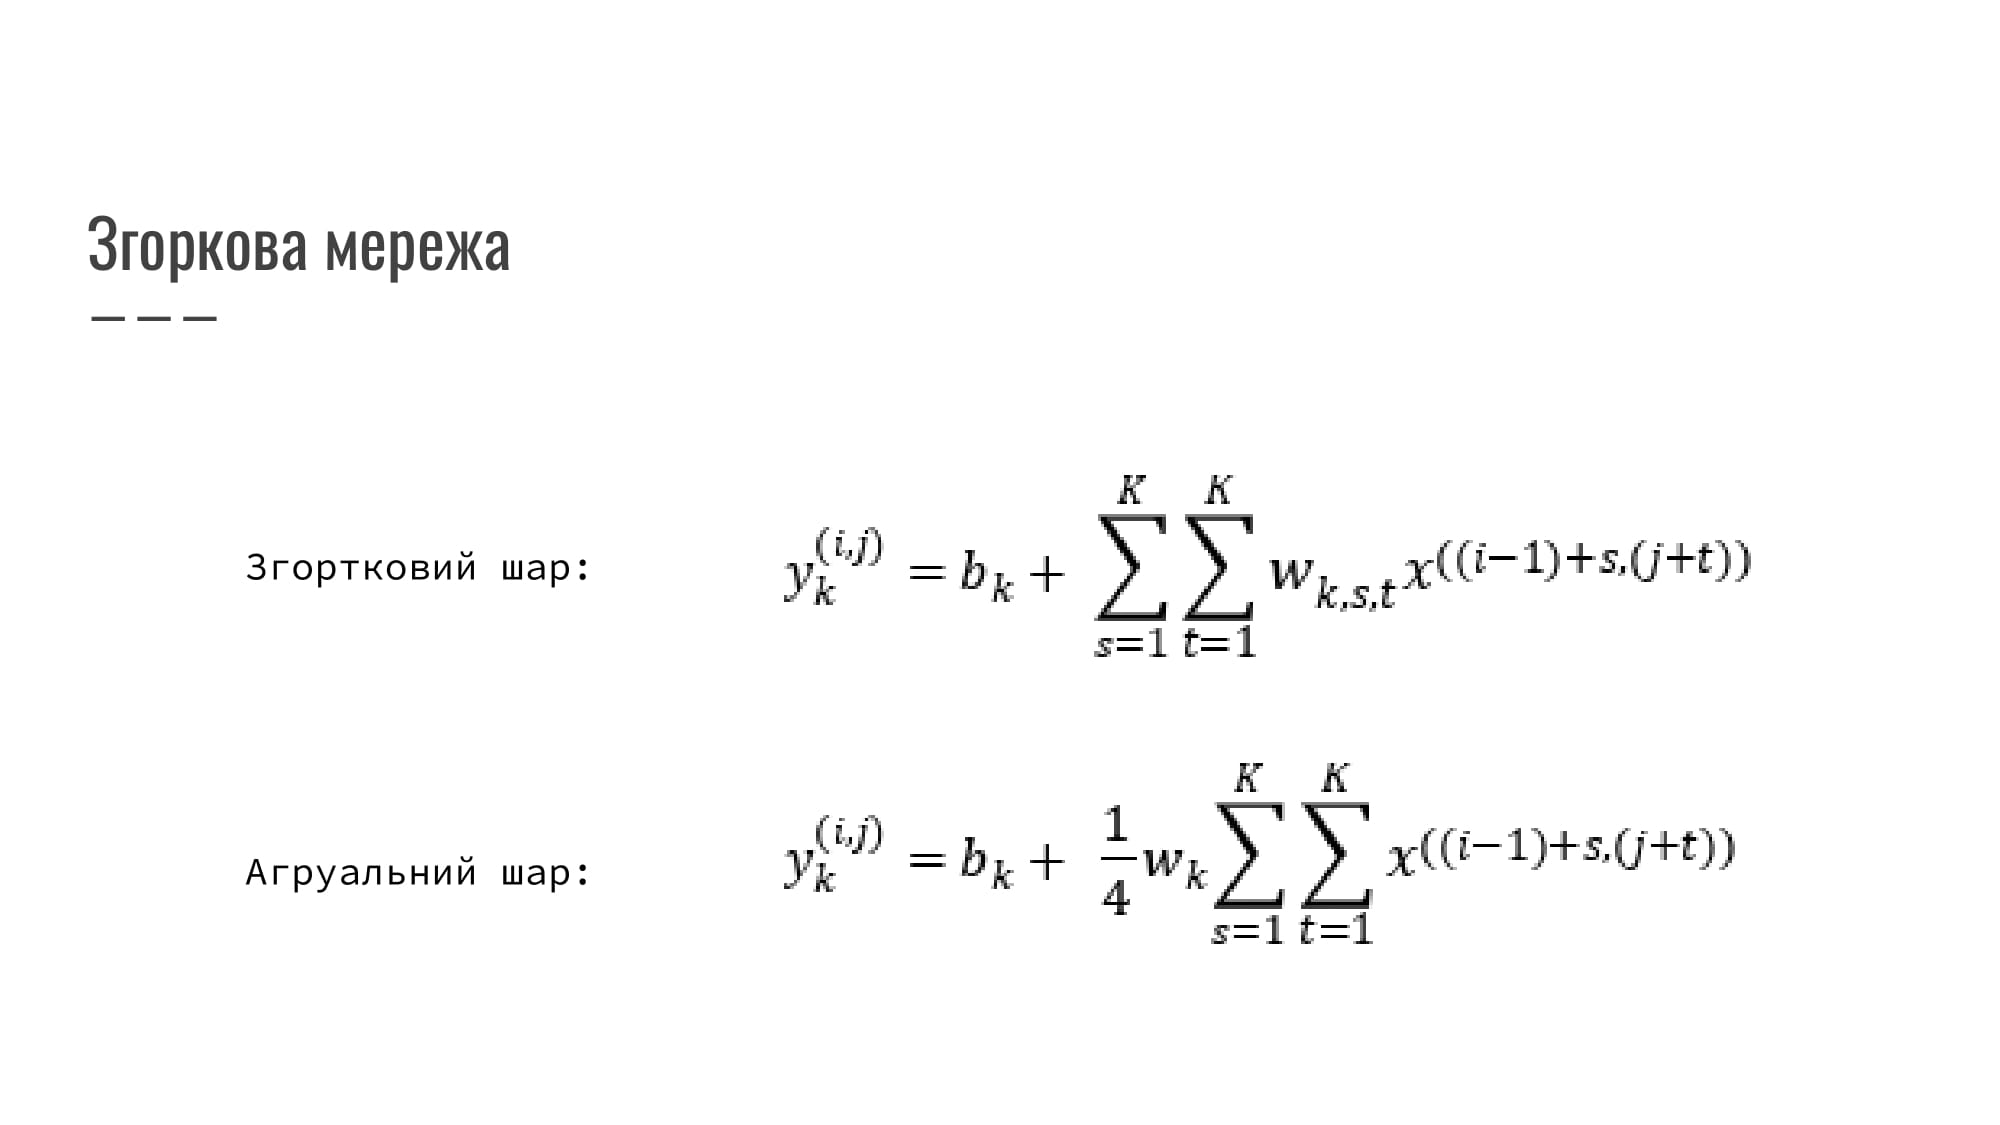 Згоркова мережа
Згортковий шар: $y_k^{(i,j)} = b_k + \sum_{s=1}^{K} \sum_{t=1}^{K} w_{k,s,t} x^{((i-1)+s,(j+t))}$
Агруальний шар: $y_k^{(i,j)} = b_k + \frac{1}{4} w_k \sum_{s=1}^{K} \sum_{t=1}^{K} x^{((i-1)+s,(j+t))}$